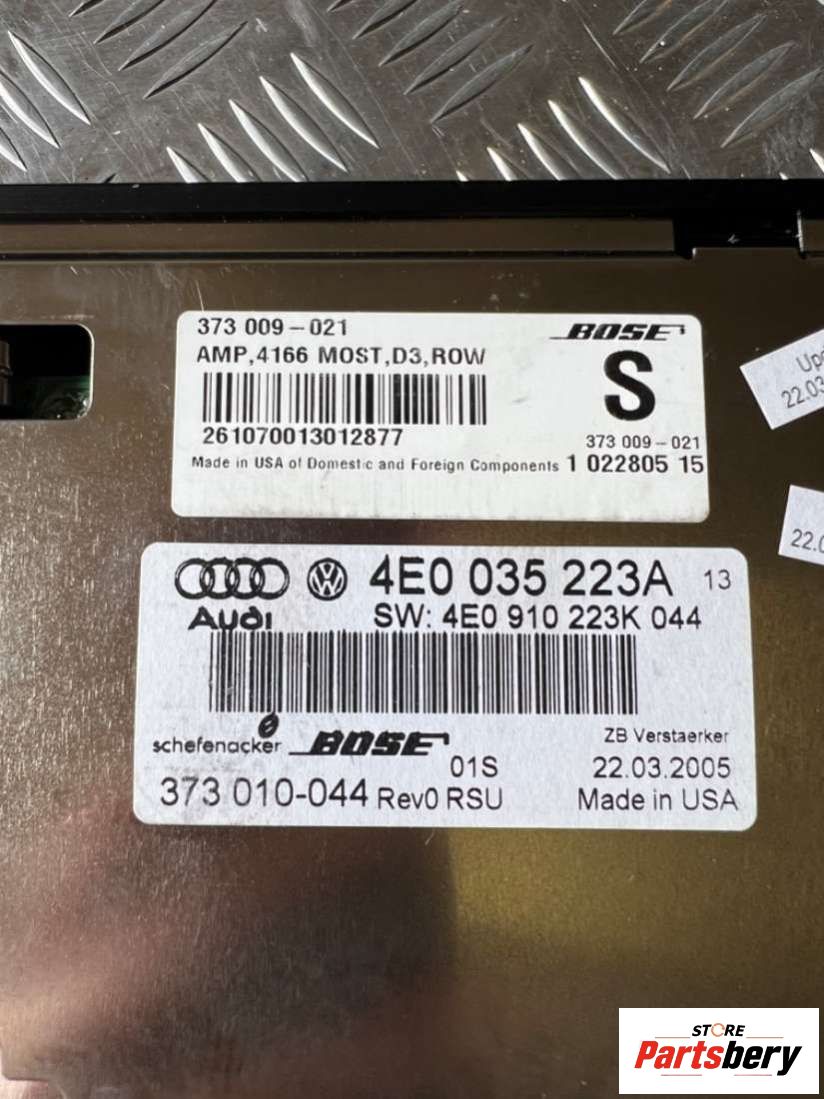 373 009-021
BOSE
AMP,4166 MOST,D3,ROW
S
261070013012877
373 009-021
Made in USA of Domestic and Foreign Components 1 022805 15
Audi
4E0 035 223A 13
SW: 4E0 910 223K 044
schefenacker BOSE
ZB Verstaerker
01S
22.03.2005
373 010-044 Rev0 RSU
Made in USA
STORE
Partsbery